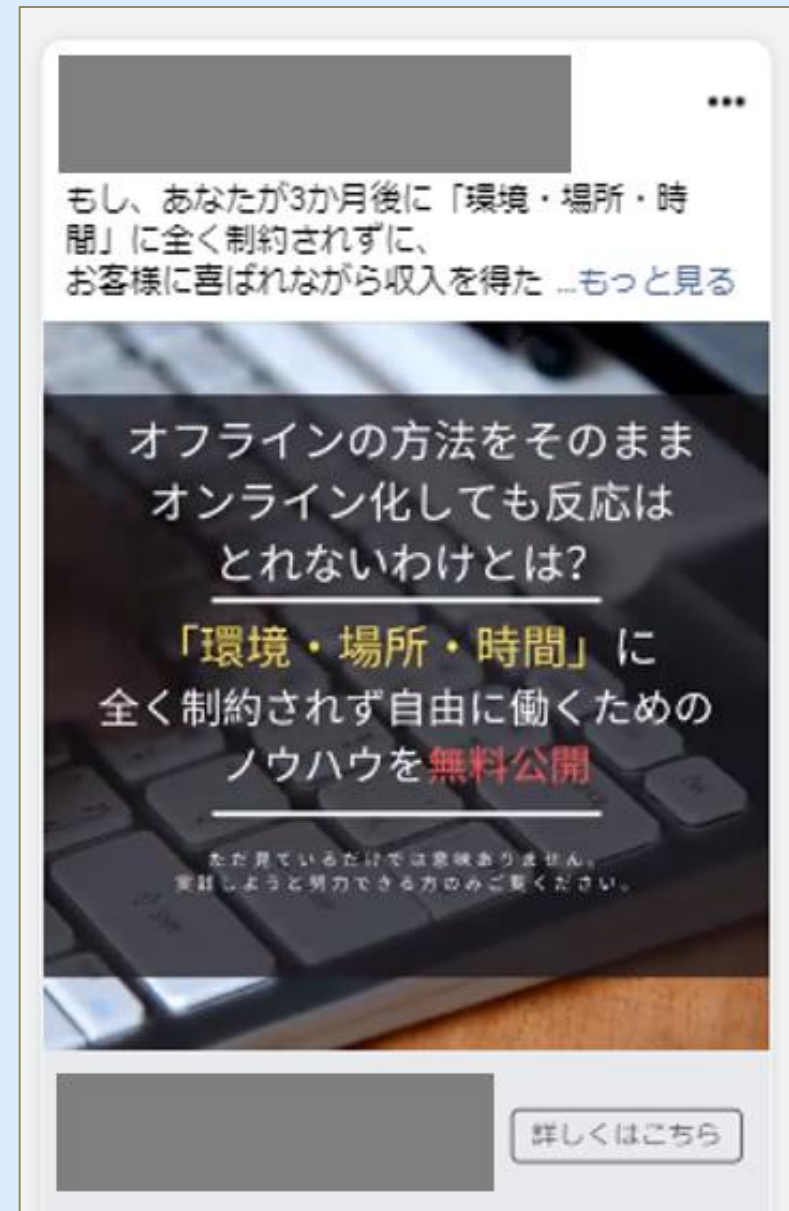 もし、あなたが3か月後に「環境・場所・時
間」に全く制約されずに、
お客様に喜ばれながら収入を得た ...もっと見る
オフラインの方法をそのまま
オンライン化しても反応は
とれないわけとは?
「環境・場所・時間」に
全く制約されず自由に働くための
ノウハウを無料公開
ただ見ているだけでは意味ありません。
実践しようと努力できる方のみご覧ください。
詳しくはこちら